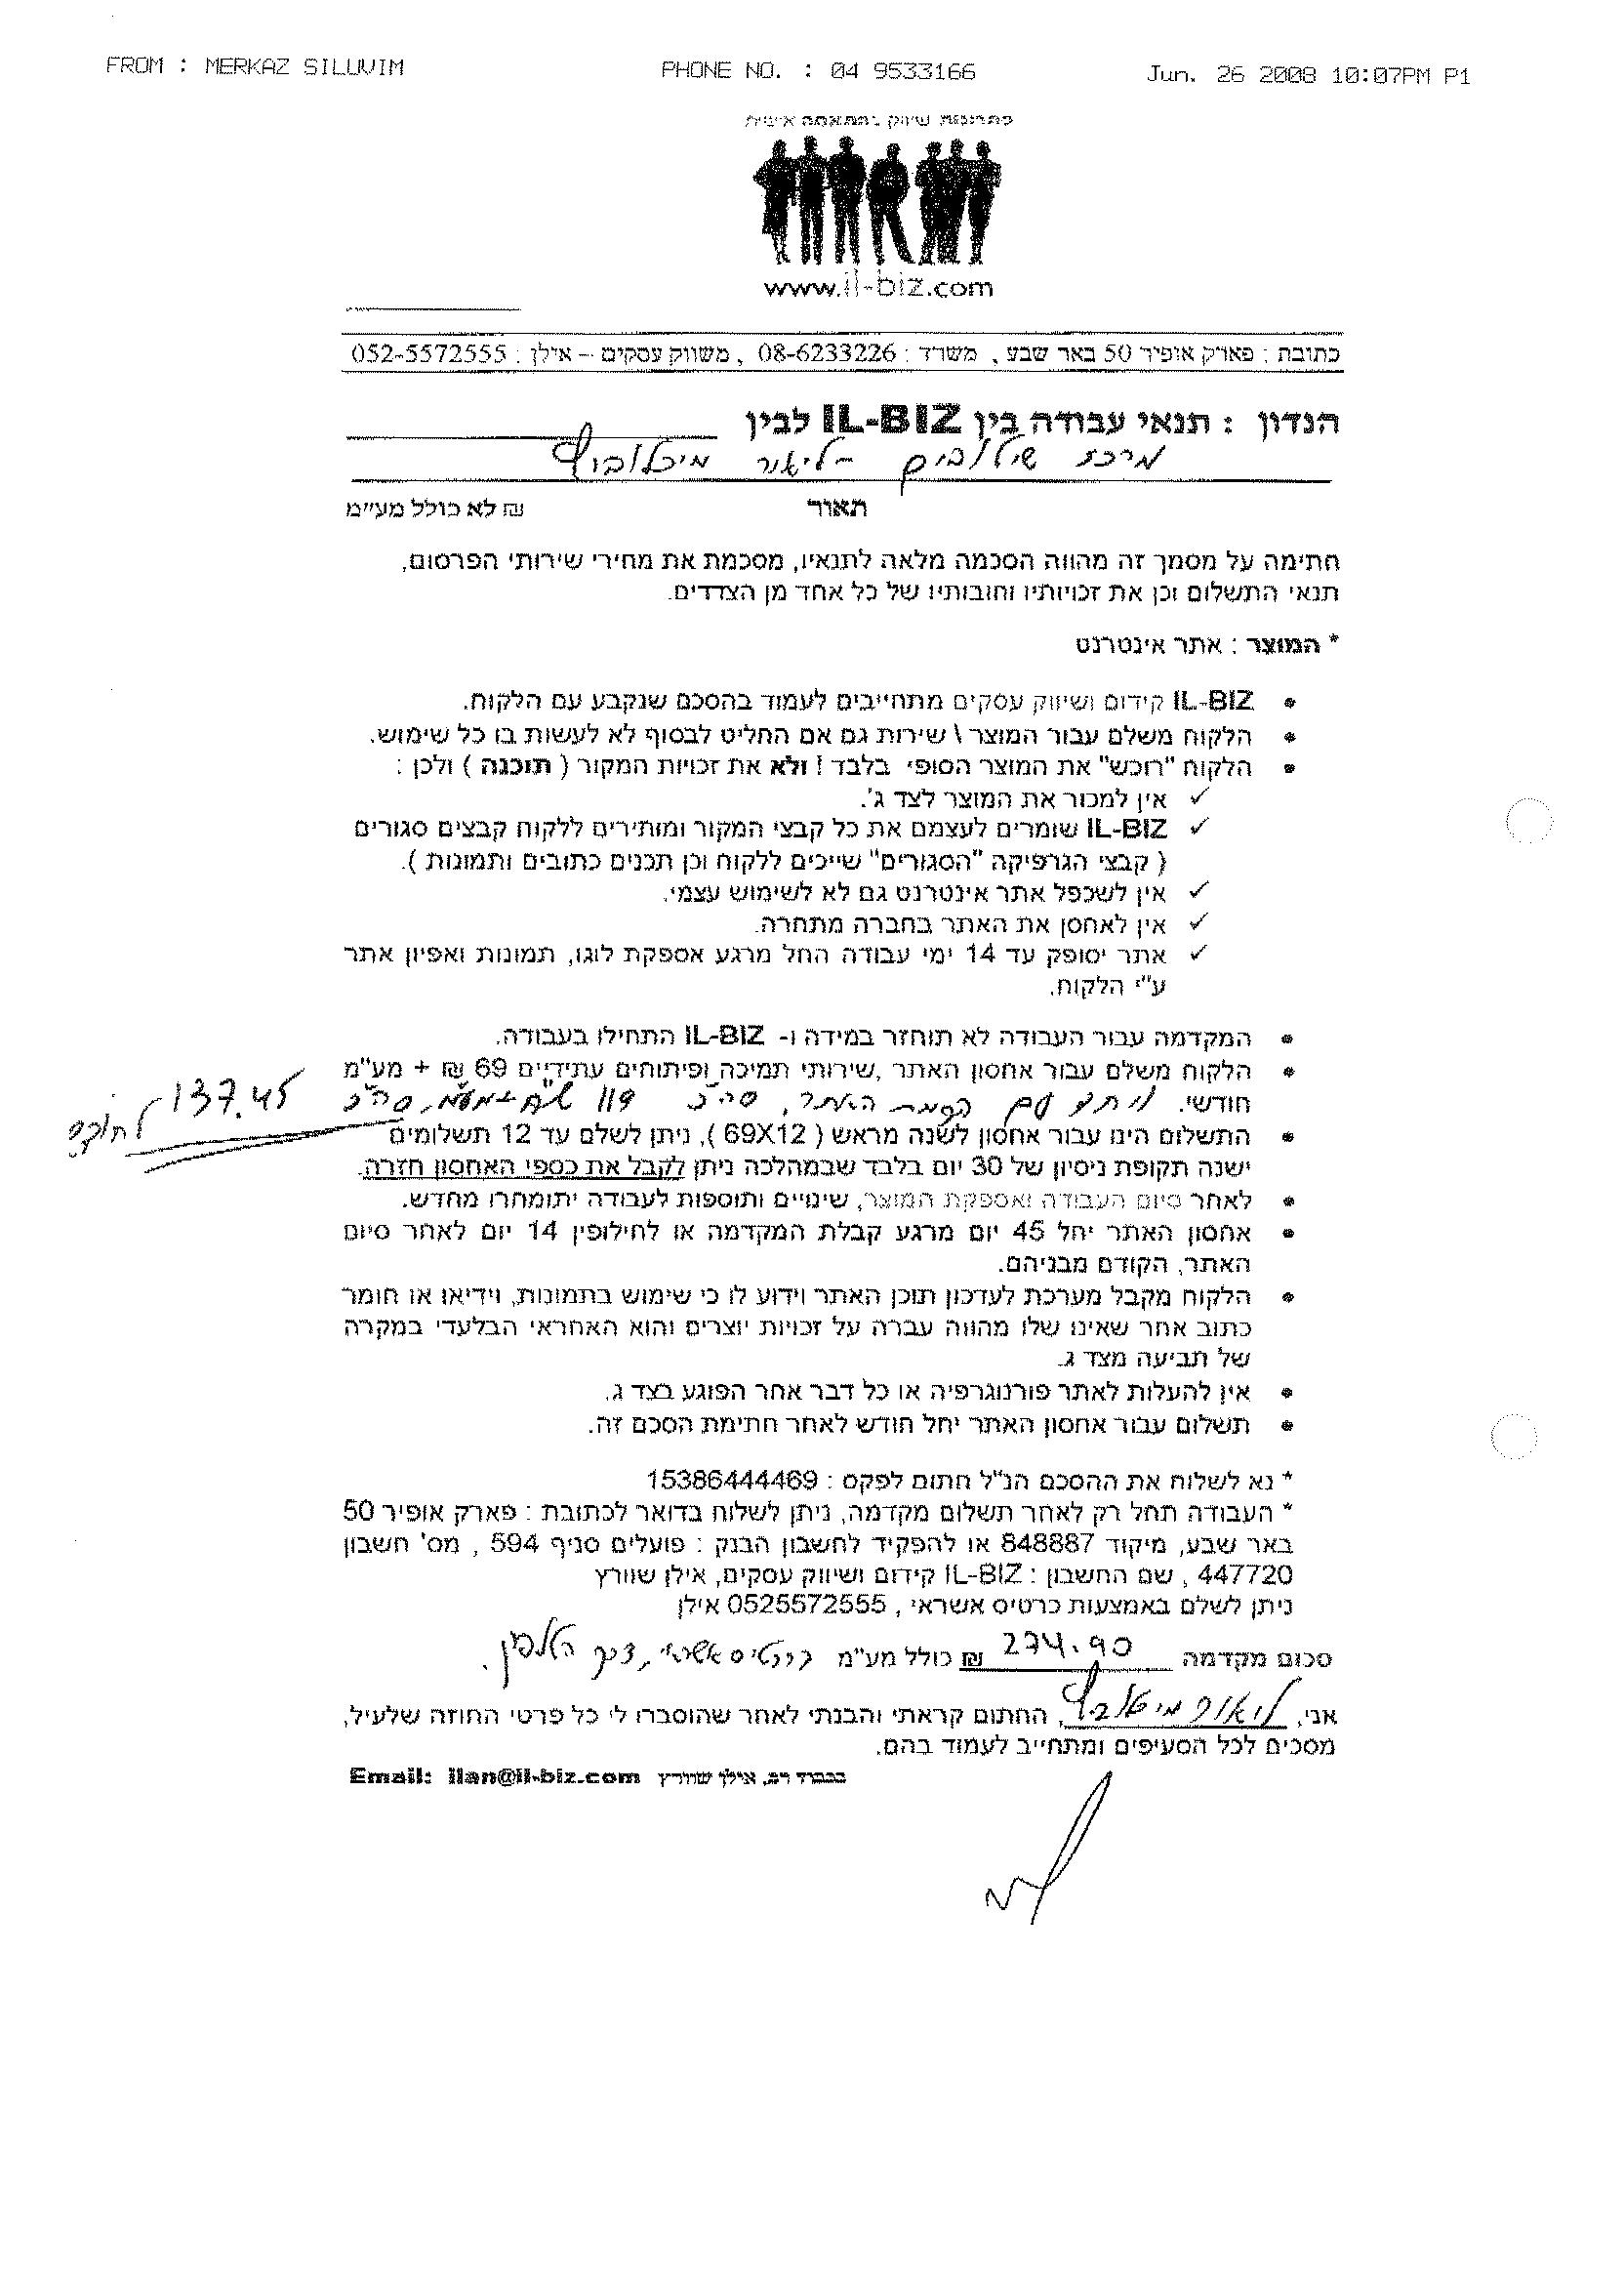 FROM : MERKAZ SILUVIM PHONE NO. : 04 9533166 Jun. 26 2008 10:07PM P1
פתרונות שיווק בהתאמה אישית
www.il-biz.com
כתובת : פארק אופיר 50 באר שבע , משרד : 08-6233226 , משווק עסקים – אילן : 052-5572555
הנדון : תנאי עבודה בין IL-BIZ לבין
מרכז שילובים - ליאור מיכלוביץ
תאור ₪ לא כולל מע"מ
חתימה על מסמך זה מהווה הסכמה מלאה לתנאיו, מסכמת את מחירי שירותי הפרסום,
תנאי התשלום וכן את זכויותיו וחובותיו של כל אחד מן הצדדים.
* המוצר : אתר אינטרנט
• IL-BIZ קידום ושיווק עסקים מתחייבים לעמוד בהסכם שנקבע עם הלקוח.
• הלקוח משלם עבור המוצר \ שירות גם אם החליט לבסוף לא לעשות בו כל שימוש.
• הלקוח "רוכש" את המוצר הסופי בלבד ! ולא את זכויות המקור ( תוכנה ) ולכן :
✓ אין למכור את המוצר לצד ג'.
✓ IL-BIZ שומרים לעצמם את כל קבצי המקור ומותירים ללקוח קבצים סגורים
( קבצי הגרפיקה "הסגורים" שייכים ללקוח וכן תכנים כתובים ותמונות ).
✓ אין לשכפל אתר אינטרנט גם לא לשימוש עצמי.
✓ אין לאחסן את האתר בחברה מתחרה.
✓ אתר יסופק עד 14 ימי עבודה החל מרגע אספקת לוגו, תמונות ואפיון אתר
ע"י הלקוח.
• המקדמה עבור העבודה לא תוחזר במידה ו- IL-BIZ התחילו בעבודה.
• הלקוח משלם עבור אחסון האתר ,שירותי תמיכה ופיתוחים עתידיים 69 ₪ + מע"מ
חודשי. האתר, סה"כ 119 + מע"מ, סה"כ 137.45
• התשלום הינו עבור אחסון לשנה מראש ( 69X12 ), ניתן לשלם עד 12 תשלומים
ישנה תקופת ניסיון של 30 יום בלבד שבמהלכה ניתן לקבל את כספי האחסון חזרה.
• לאחר סיום העבודה ואספקת המוצר, שינויים ותוספות לעבודה יתומחרו מחדש.
• אחסון האתר יחל 45 יום מרגע קבלת המקדמה או לחילופין 14 יום לאחר סיום
האתר, הקודם מבניהם.
• הלקוח מקבל מערכת לעדכון תוכן האתר וידוע לו כי שימוש בתמונות, וידיאו או חומר
כתוב אחר שאינו שלו מהווה עברה על זכויות יוצרים והוא האחראי הבלעדי במקרה
של תביעה מצד ג.
• אין להעלות לאתר פורנוגרפיה או כל דבר אחר הפוגע בצד ג.
• תשלום עבור אחסון האתר יחל חודש לאחר חתימת הסכם זה.
* נא לשלוח את ההסכם הנ"ל חתום לפקס : 15386444469
* העבודה תחל רק לאחר תשלום מקדמה, ניתן לשלוח בדואר לכתובת : פארק אופיר 50
באר שבע, מיקוד 848887 או להפקיד לחשבון הבנק : פועלים סניף 594 , מס' חשבון
447720 , שם החשבון : IL-BIZ קידום ושיווק עסקים, אילן שוורץ
ניתן לשלם באמצעות כרטיס אשראי , 0525572555 אילן
סכום מקדמה 274.90 ₪ כולל מע"מ כרטיס אשראי, דרך הטלפון.
אני, ליאור מיכלוביץ, החתום קראתי והבנתי לאחר שהוסברו לי כל פרטי החוזה שלעיל,
מסכים לכל הסעיפים ומתחייב לעמוד בהם.
בכבוד רב, אילן שוורץ Email: ilan@il-biz.com